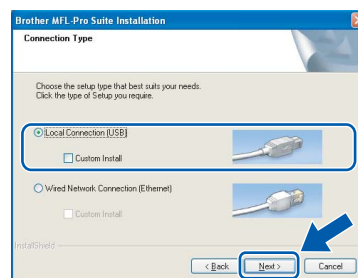 Brother MFL-Pro Suite Installation
Connection Type
Choose the setup type that best suits your needs.
Click the type of Setup you require.
Local Connection (USB)
Custom Install
Wired Network Connection (Ethernet)
Custom Install
InstallShield
< Back
Next >
Cancel